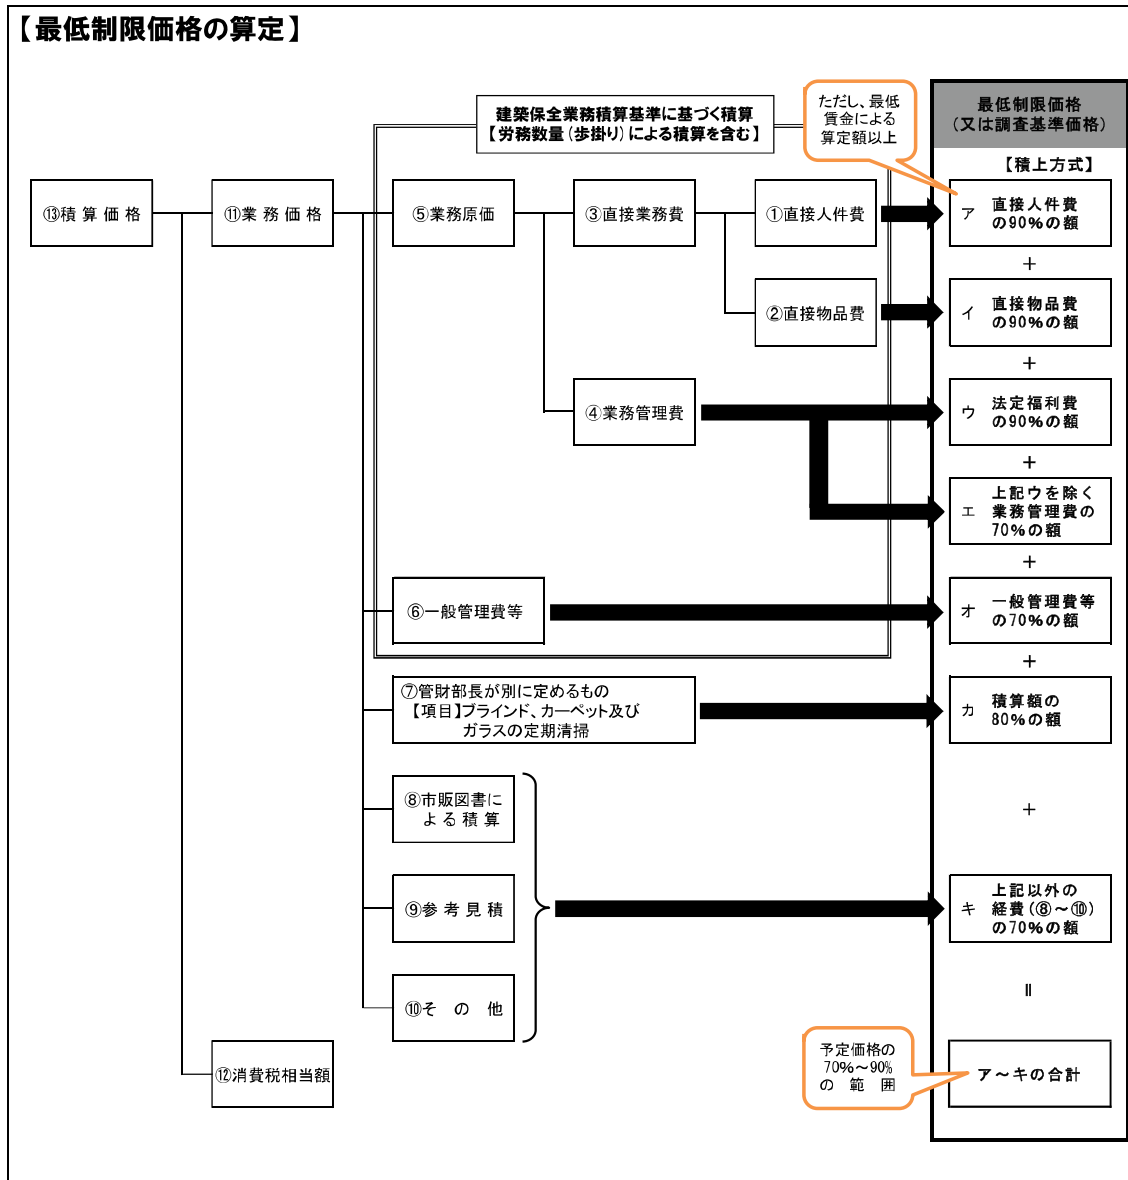 【最低制限価格の算定】
建築保全業務積算基準に基づく積算
【労務数量(歩掛り)による積算を含む】
ただし、最低
賃金による
算定額以上
最低制限価格
(又は調査基準価格)
【積上方式】
⑬積算価格
⑪業務価格
⑤業務原価
③直接業務費
①直接人件費
ア 直接人件費
の90%の額
+
②直接物品費
イ 直接物品費
の90%の額
+
④業務管理費
ウ 法定福利費
の90%の額
+
エ 上記ウを除く
業務管理費の
70%の額
+
⑥一般管理費等
オ 一般管理費等
の70%の額
+
⑦管財部長が別に定めるもの
【項目】ブラインド、カーペット及び
ガラスの定期清掃
カ 積算額の
80%の額
+
⑧市販図書に
よる積算
⑨参考見積
キ 上記以外の
経費(⑧~⑩)
の70%の額
⑩その他
॥
⑫消費税相当額
予定価格の
70%~90%
の範囲
ア~キの合計